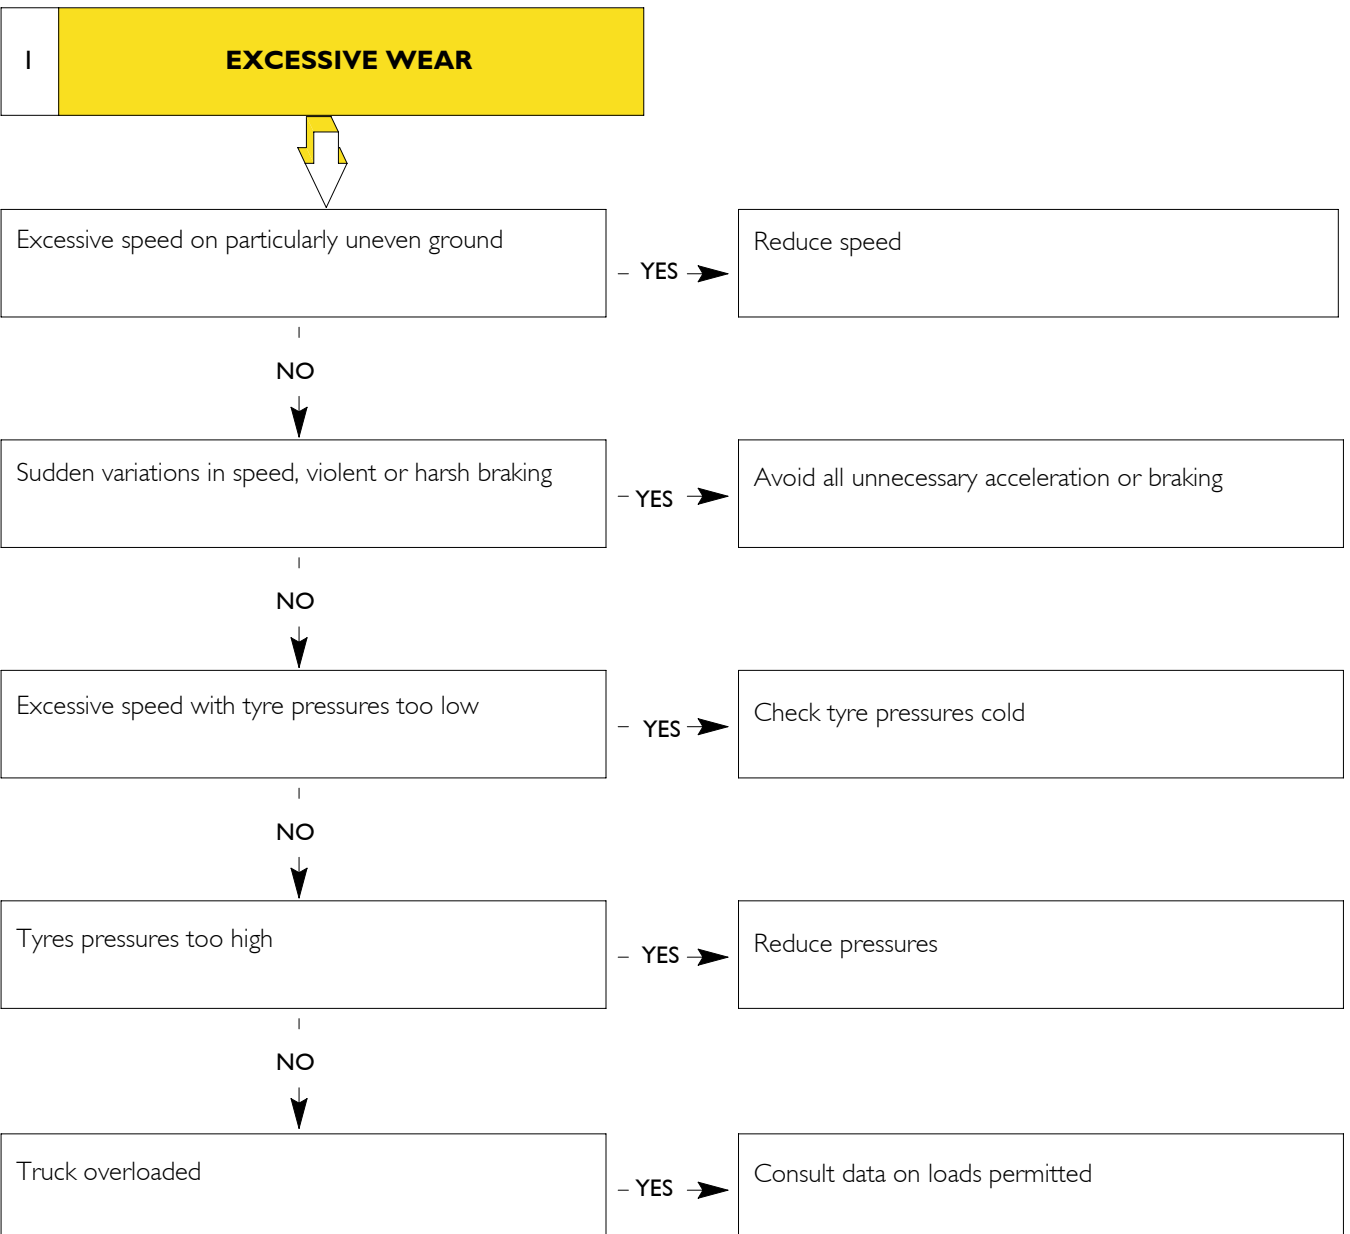 1
EXCESSIVE WEAR
Excessive speed on particularly uneven ground
YES
Reduce speed
NO
Sudden variations in speed, violent or harsh braking
YES
Avoid all unnecessary acceleration or braking
NO
Excessive speed with tyre pressures too low
YES
Check tyre pressures cold
NO
Tyres pressures too high
YES
Reduce pressures
NO
Truck overloaded
YES
Consult data on loads permitted